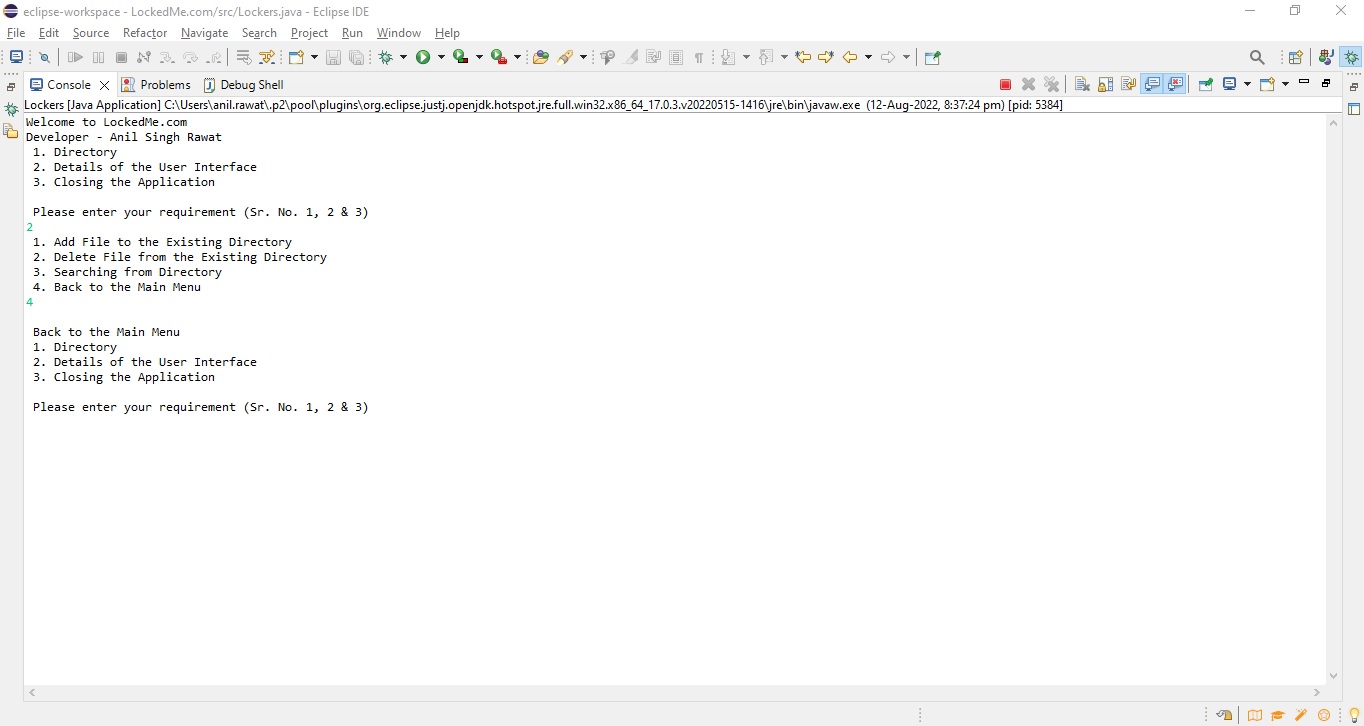 eclipse-workspace - LockedMe.com/src/Lockers.java - Eclipse IDE
File Edit Source Refactor Navigate Search Project Run Window Help
Console Problems Debug Shell
Lockers [Java Application] C:\Users\anil.rawat\.p2\pool\plugins\org.eclipse.justj.openjdk.hotspot.jre.full.win32.x86_64_17.0.3.v20220515-1416\jre\bin\javaw.exe (12-Aug-2022, 8:37:24 pm) [pid: 5384]
Welcome to LockedMe.com
Developer - Anil Singh Rawat
1. Directory
2. Details of the User Interface
3. Closing the Application
Please enter your requirement (Sr. No. 1, 2 & 3)
2
1. Add File to the Existing Directory
2. Delete File from the Existing Directory
3. Searching from Directory
4. Back to the Main Menu
4
Back to the Main Menu
1. Directory
2. Details of the User Interface
3. Closing the Application
Please enter your requirement (Sr. No. 1, 2 & 3)